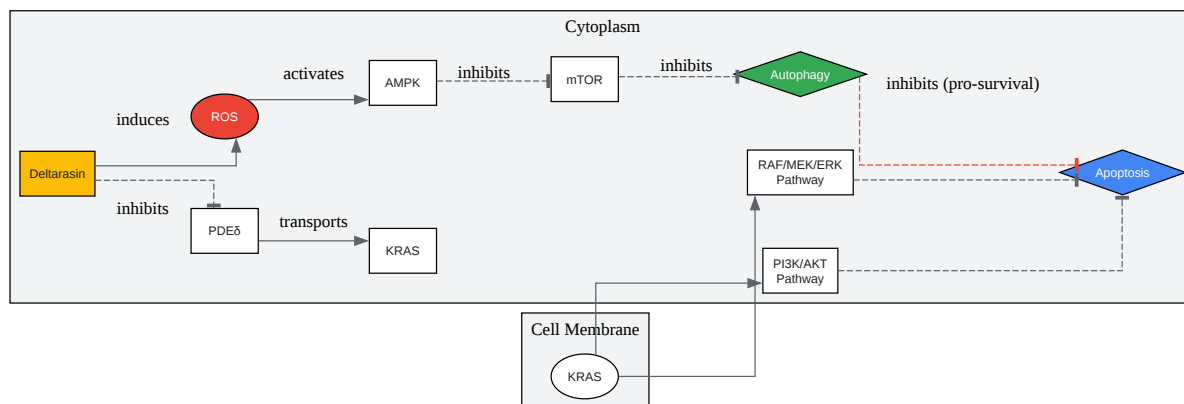 Cytoplasm
activates
AMPK
inhibits
mTOR
inhibits
Autophagy
inhibits (pro-survival)
induces
ROS
Deltarasin
inhibits
PDEδ
transports
KRAS
RAF/MEK/ERK
Pathway
Apoptosis
PI3K/AKT
Pathway
Cell Membrane
KRAS